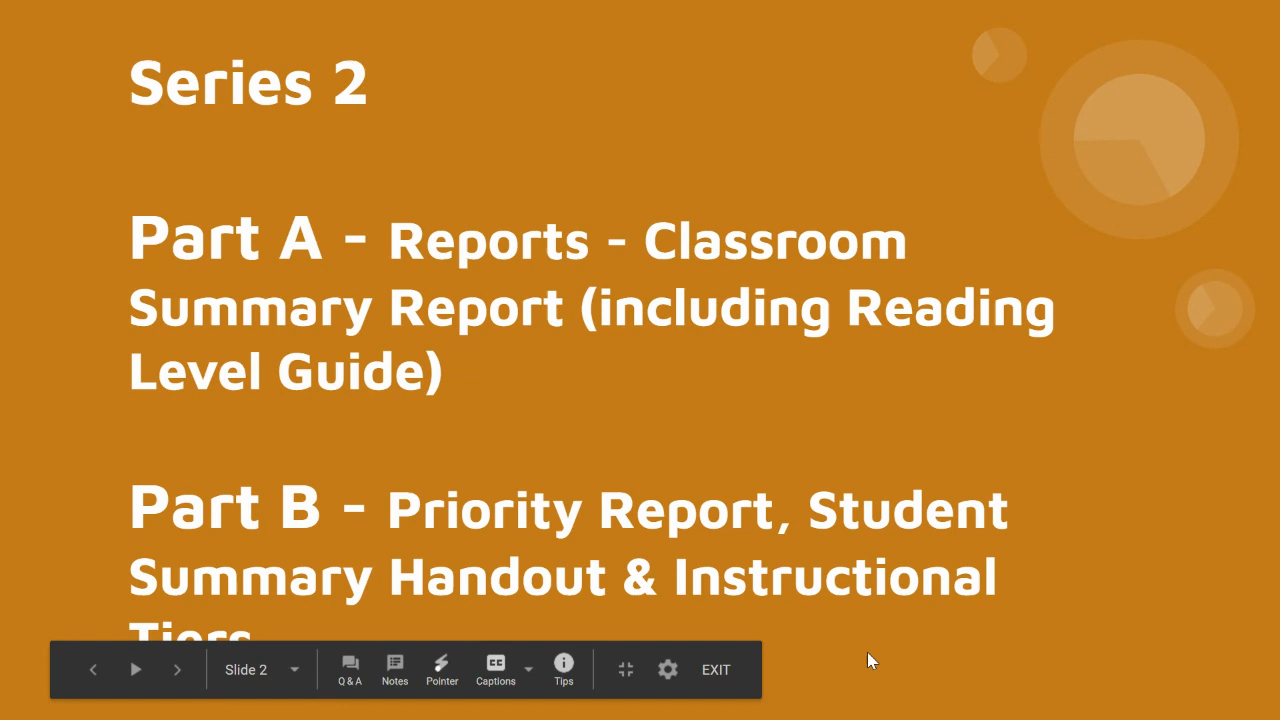 Series 2
Part A - Reports - Classroom
Summary Report (including Reading
Level Guide)
Part B - Priority Report, Student
Summary Handout & Instructional
Tiers
Slide 2
Q & A
Notes
Pointer
Captions
Tips
EXIT